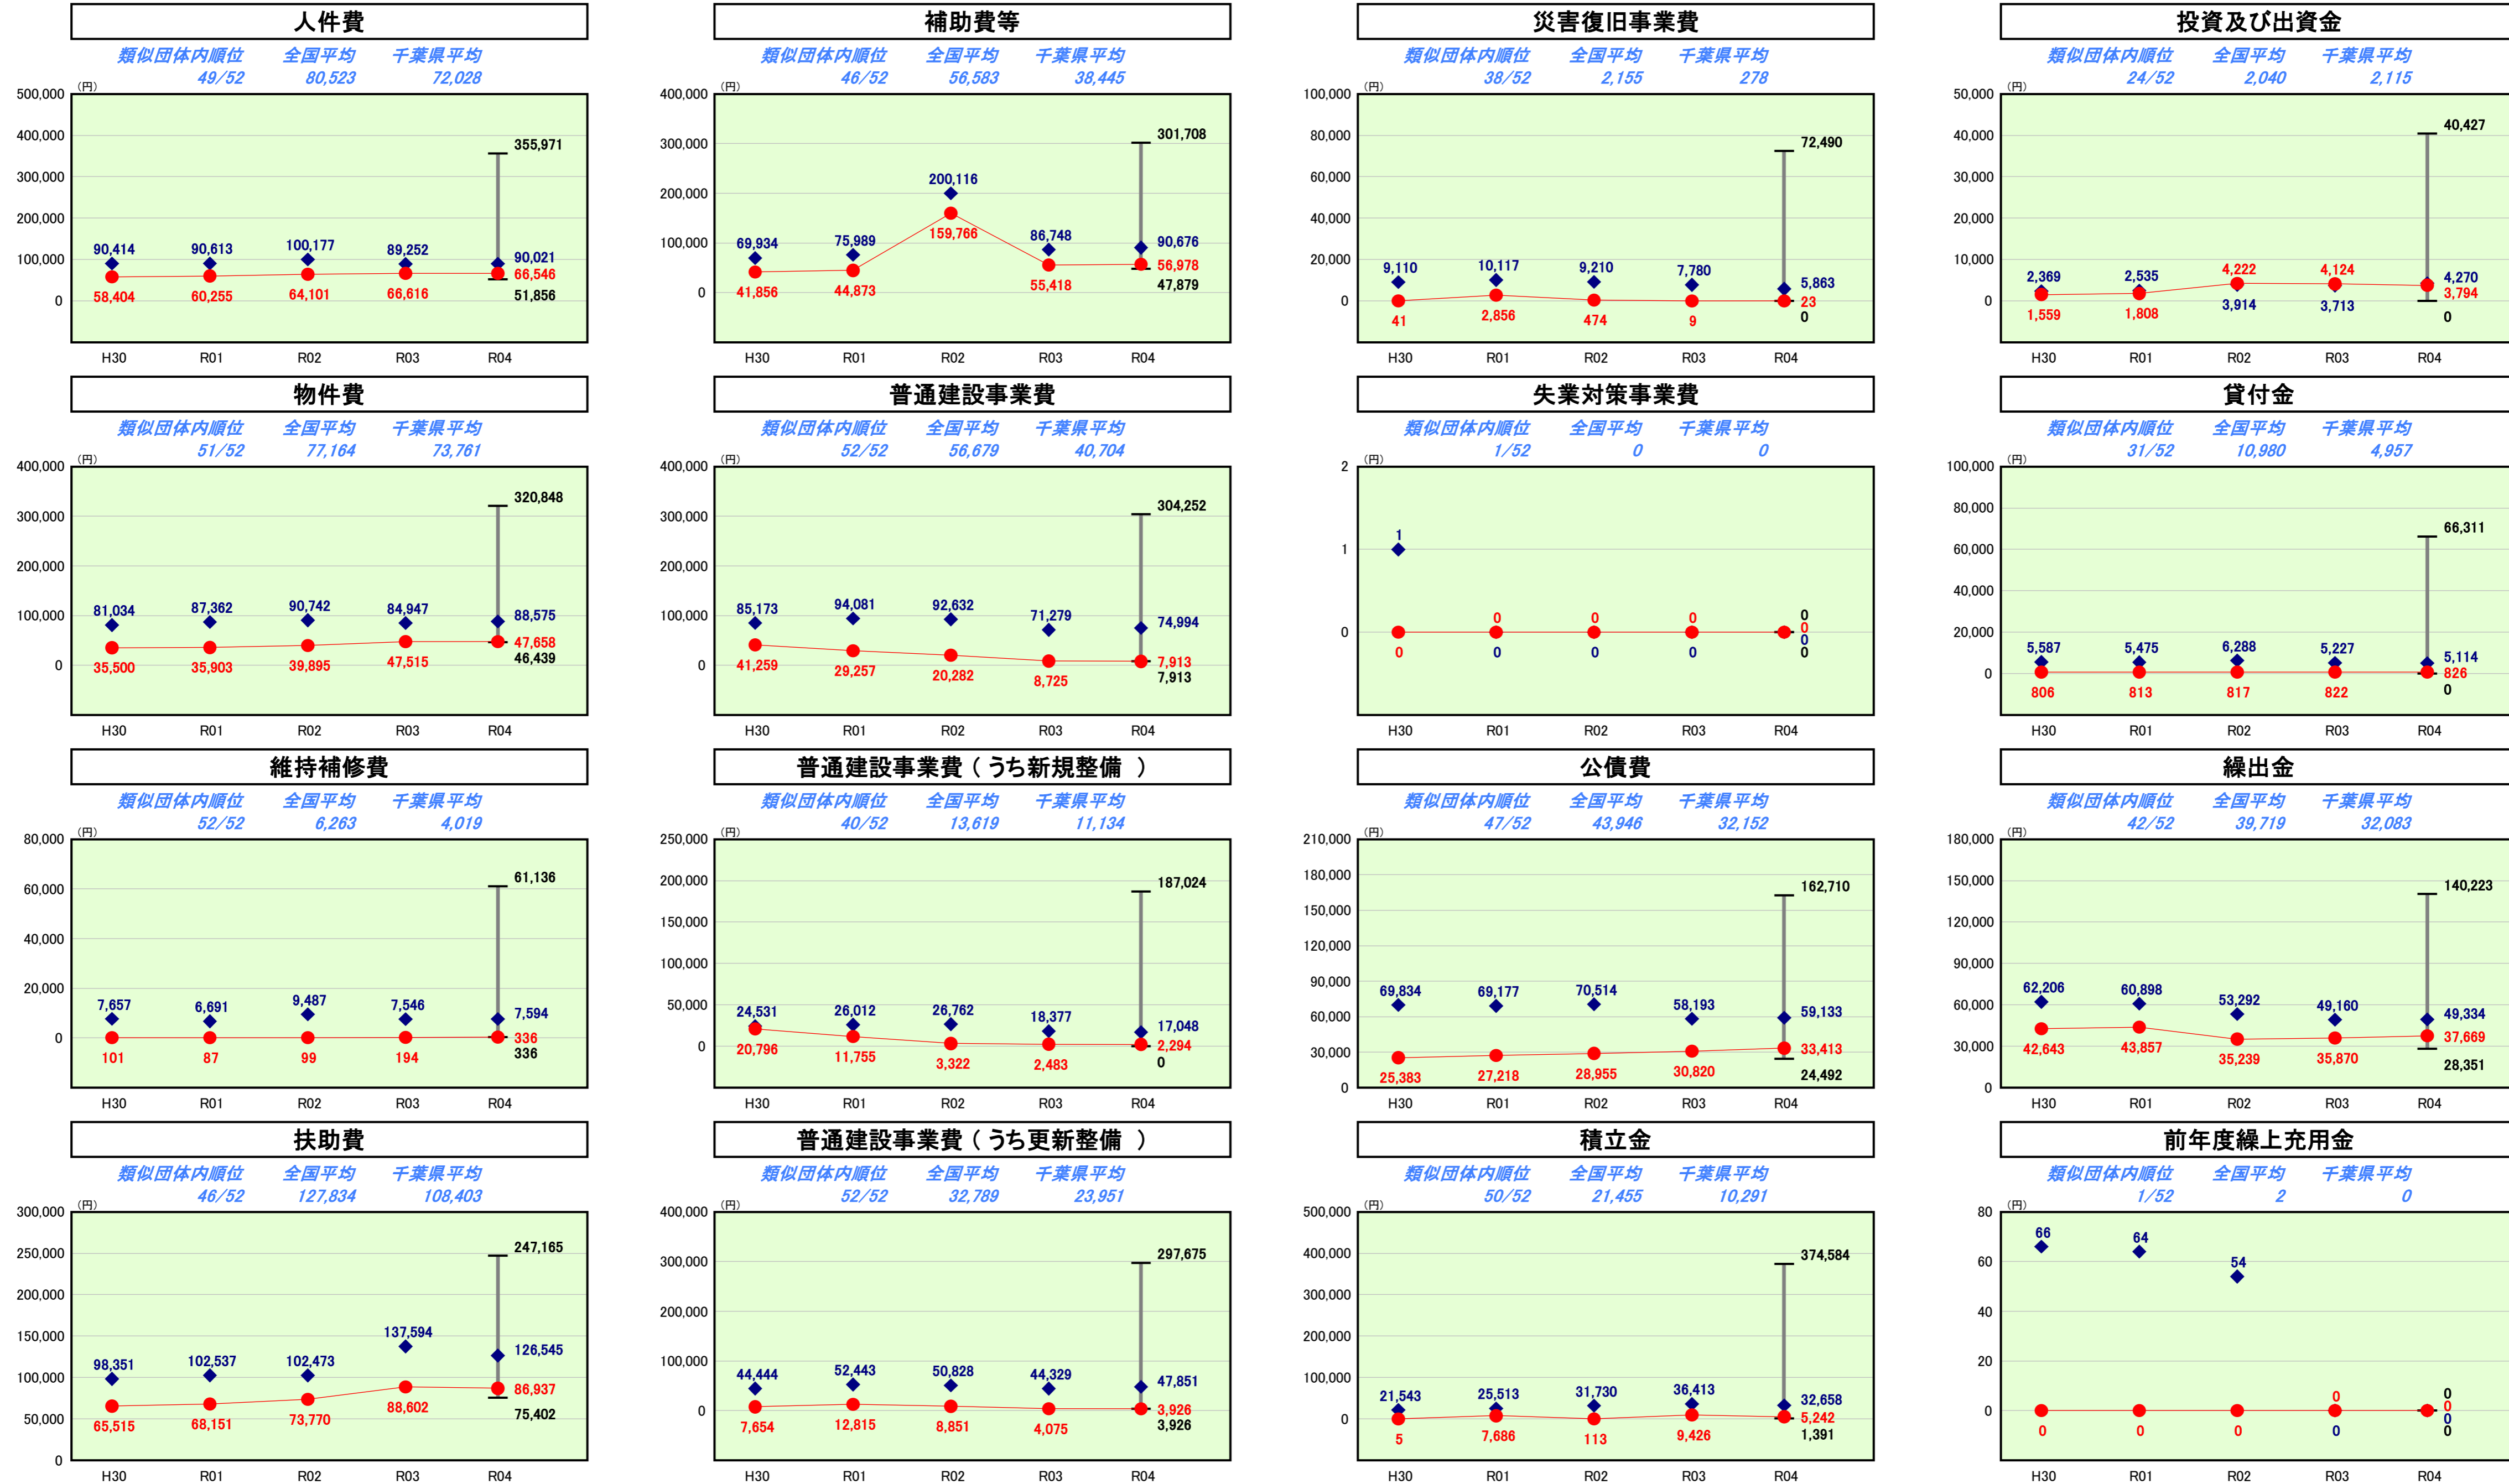 人件費
類似団体内順位 全国平均 千葉県平均
49/52 80,523 72,028
(円)
500,000
400,000
300,000
200,000
100,000
0
355,971
90,414 90,613 100,177 89,252 90,021
58,404 60,255 64,101 66,616 66,546
51,856
H30 R01 R02 R03 R04
補助費等
類似団体内順位 全国平均 千葉県平均
46/52 56,583 38,445
(円)
400,000
300,000
200,000
100,000
0
301,708
69,934 75,989 200,116 86,748 90,676
41,856 44,873 159,766 55,418 56,978
47,879
H30 R01 R02 R03 R04
災害復旧事業費
類似団体内順位 全国平均 千葉県平均
38/52 2,155 278
(円)
100,000
80,000
60,000
40,000
20,000
0
72,490
9,110 10,117 9,210 7,780 5,863
41 2,856 474 9 23
0
H30 R01 R02 R03 R04
投資及び出資金
類似団体内順位 全国平均 千葉県平均
24/52 2,040 2,115
(円)
50,000
40,000
30,000
20,000
10,000
0
40,427
2,369 2,535 4,222 4,124 4,270
1,559 1,808 3,914 3,713 3,794
0
H30 R01 R02 R03 R04
物件費
類似団体内順位 全国平均 千葉県平均
51/52 77,164 73,761
(円)
400,000
300,000
200,000
100,000
0
320,848
81,034 87,362 90,742 84,947 88,575
35,500 35,903 39,895 47,515 47,658
46,439
H30 R01 R02 R03 R04
普通建設事業費
類似団体内順位 全国平均 千葉県平均
52/52 56,679 40,704
(円)
400,000
300,000
200,000
100,000
0
304,252
85,173 94,081 92,632 71,279 74,994
41,259 29,257 20,282 8,725 7,913
7,913
H30 R01 R02 R03 R04
失業対策事業費
類似団体内順位 全国平均 千葉県平均
1/52 0 0
(円)
2
1
0
1
0 0 0 0
0
0 0 0 0 0
0
H30 R01 R02 R03 R04
貸付金
類似団体内順位 全国平均 千葉県平均
31/52 10,980 4,957
(円)
100,000
80,000
60,000
40,000
20,000
0
66,311
5,587 5,475 6,288 5,227 5,114
806 813 817 822 826
0
H30 R01 R02 R03 R04
維持補修費
類似団体内順位 全国平均 千葉県平均
52/52 6,263 4,019
(円)
80,000
60,000
40,000
20,000
0
61,136
7,657 6,691 9,487 7,546 7,594
101 87 99 194 336
336
H30 R01 R02 R03 R04
普通建設事業費(うち新規整備 )
類似団体内順位 全国平均 千葉県平均
40/52 13,619 11,134
(円)
250,000
200,000
150,000
100,000
50,000
0
187,024
24,531 26,012 26,762 18,377 17,048
20,796 11,755 3,322 2,483 2,294
0
H30 R01 R02 R03 R04
公債費
類似団体内順位 全国平均 千葉県平均
47/52 43,946 32,152
(円)
210,000
180,000
150,000
120,000
90,000
60,000
30,000
0
162,710
69,834 69,177 70,514 58,193 59,133
25,383 27,218 28,955 30,820 33,413
24,492
H30 R01 R02 R03 R04
繰出金
類似団体内順位 全国平均 千葉県平均
42/52 39,719 32,083
(円)
180,000
150,000
120,000
90,000
60,000
30,000
0
140,223
62,206 60,898 53,292 49,160 49,334
42,643 43,857 35,239 35,870 37,669
28,351
H30 R01 R02 R03 R04
扶助費
類似団体内順位 全国平均 千葉県平均
46/52 127,834 108,403
(円)
300,000
250,000
200,000
150,000
100,000
50,000
0
247,165
98,351 102,537 102,473 137,594 126,545
65,515 68,151 73,770 88,602 86,937
75,402
H30 R01 R02 R03 R04
普通建設事業費(うち更新整備 )
類似団体内順位 全国平均 千葉県平均
52/52 32,789 23,951
(円)
400,000
300,000
200,000
100,000
0
297,675
44,444 52,443 50,828 44,329 47,851
7,654 12,815 8,851 4,075 3,926
3,926
H30 R01 R02 R03 R04
積立金
類似団体内順位 全国平均 千葉県平均
50/52 21,455 10,291
(円)
500,000
400,000
300,000
200,000
100,000
0
374,584
21,543 25,513 31,730 36,413 32,658
5 7,686 113 9,426 5,242
1,391
H30 R01 R02 R03 R04
前年度繰上充用金
類似団体内順位 全国平均 千葉県平均
1/52 2 0
(円)
80
60
40
20
0
66 64 54
0 0
0
0 0 0 0 0
0
H30 R01 R02 R03 R04